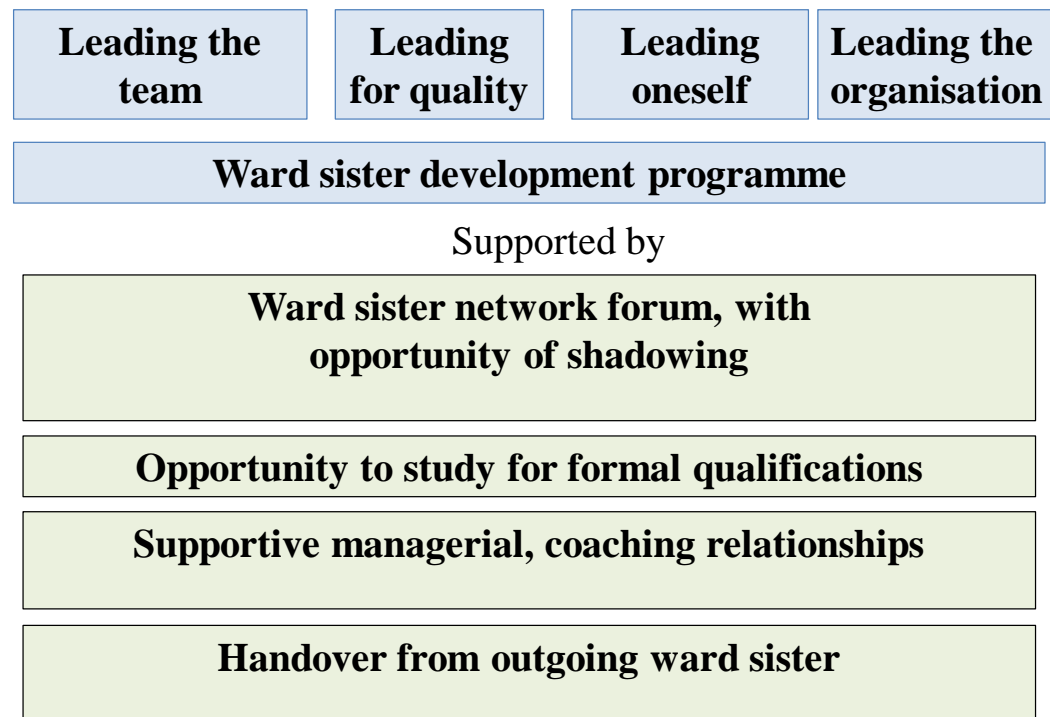 Leading the
team
Leading
for quality
Leading
oneself
Leading the
organisation
Ward sister development programme
Supported by
Ward sister network forum, with
opportunity of shadowing
Opportunity to study for formal qualifications
Supportive managerial, coaching relationships
Handover from outgoing ward sister